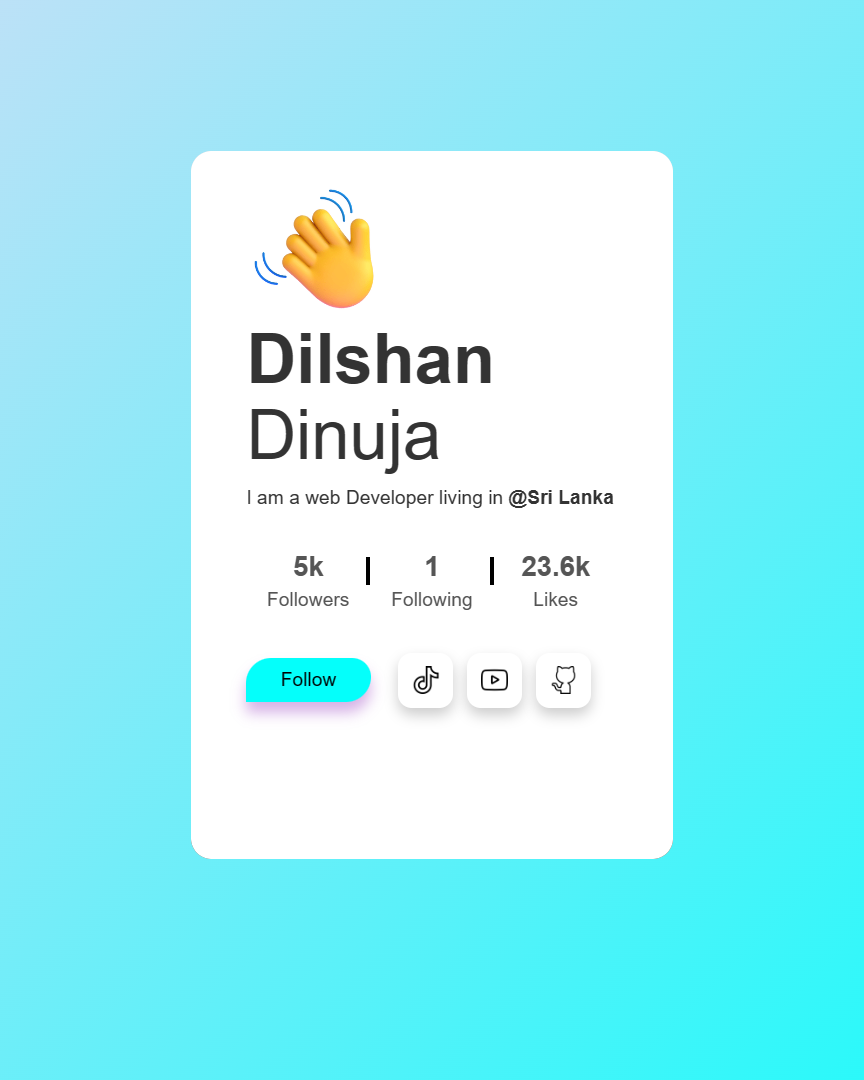 Dilshan
Dinuja
I am a web Developer living in @Sri Lanka
5k 1 23.6k
Followers Following Likes
Follow